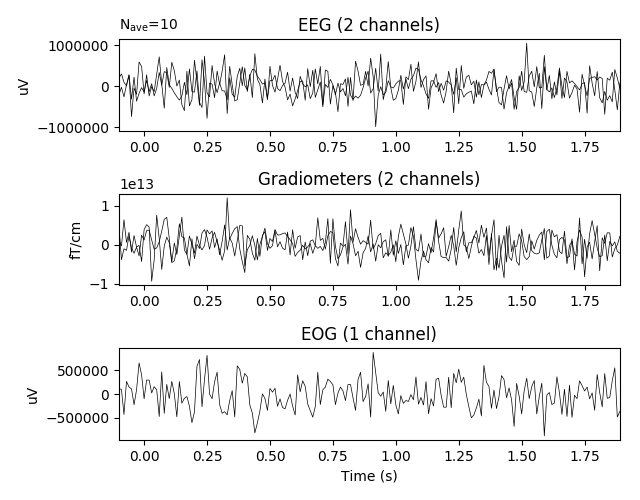 N_ave=10
EEG (2 channels)
1000000
0
−1000000
uV
0.00 0.25 0.50 0.75 1.00 1.25 1.50 1.75
1e13
Gradiometers (2 channels)
1
0
−1
fT/cm
0.00 0.25 0.50 0.75 1.00 1.25 1.50 1.75
EOG (1 channel)
500000
0
−500000
uV
0.00 0.25 0.50 0.75 1.00 1.25 1.50 1.75
Time (s)